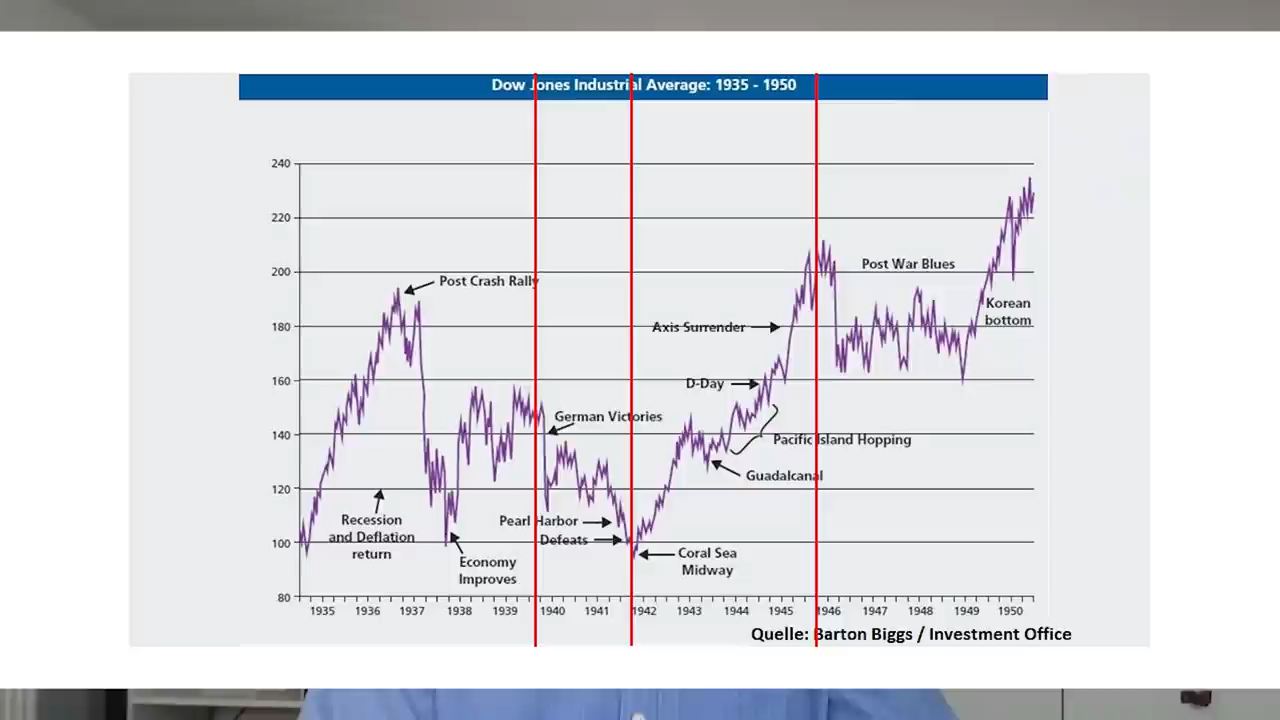 Dow Jones Industrial Average: 1935 - 1950
240
220
200
180
160
140
120
100
80
Post Crash Rally
Post War Blues
Korean
bottom
Axis Surrender
D-Day
German Victories
Pacific Island Hopping
Guadalcanal
Recession
and Deflation
return
Pearl Harbor
Defeats
Economy
Improves
Coral Sea
Midway
1935 1936 1937 1938 1939 1940 1941 1942 1943 1944 1945 1946 1947 1948 1949 1950
Quelle: Barton Biggs / Investment Office